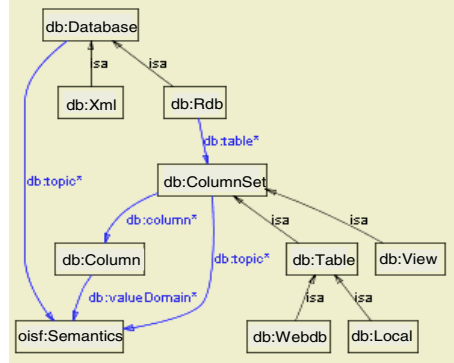 db:Database
isa
isa
db:Xml
db:Rdb
db:table*
db:topic*
db:ColumnSet
db:column*
isa
isa
db:Column
db:topic*
db:Table
db:View
db:valueDomain*
isa
isa
oisf:Semantics
db:Webdb
db:Local